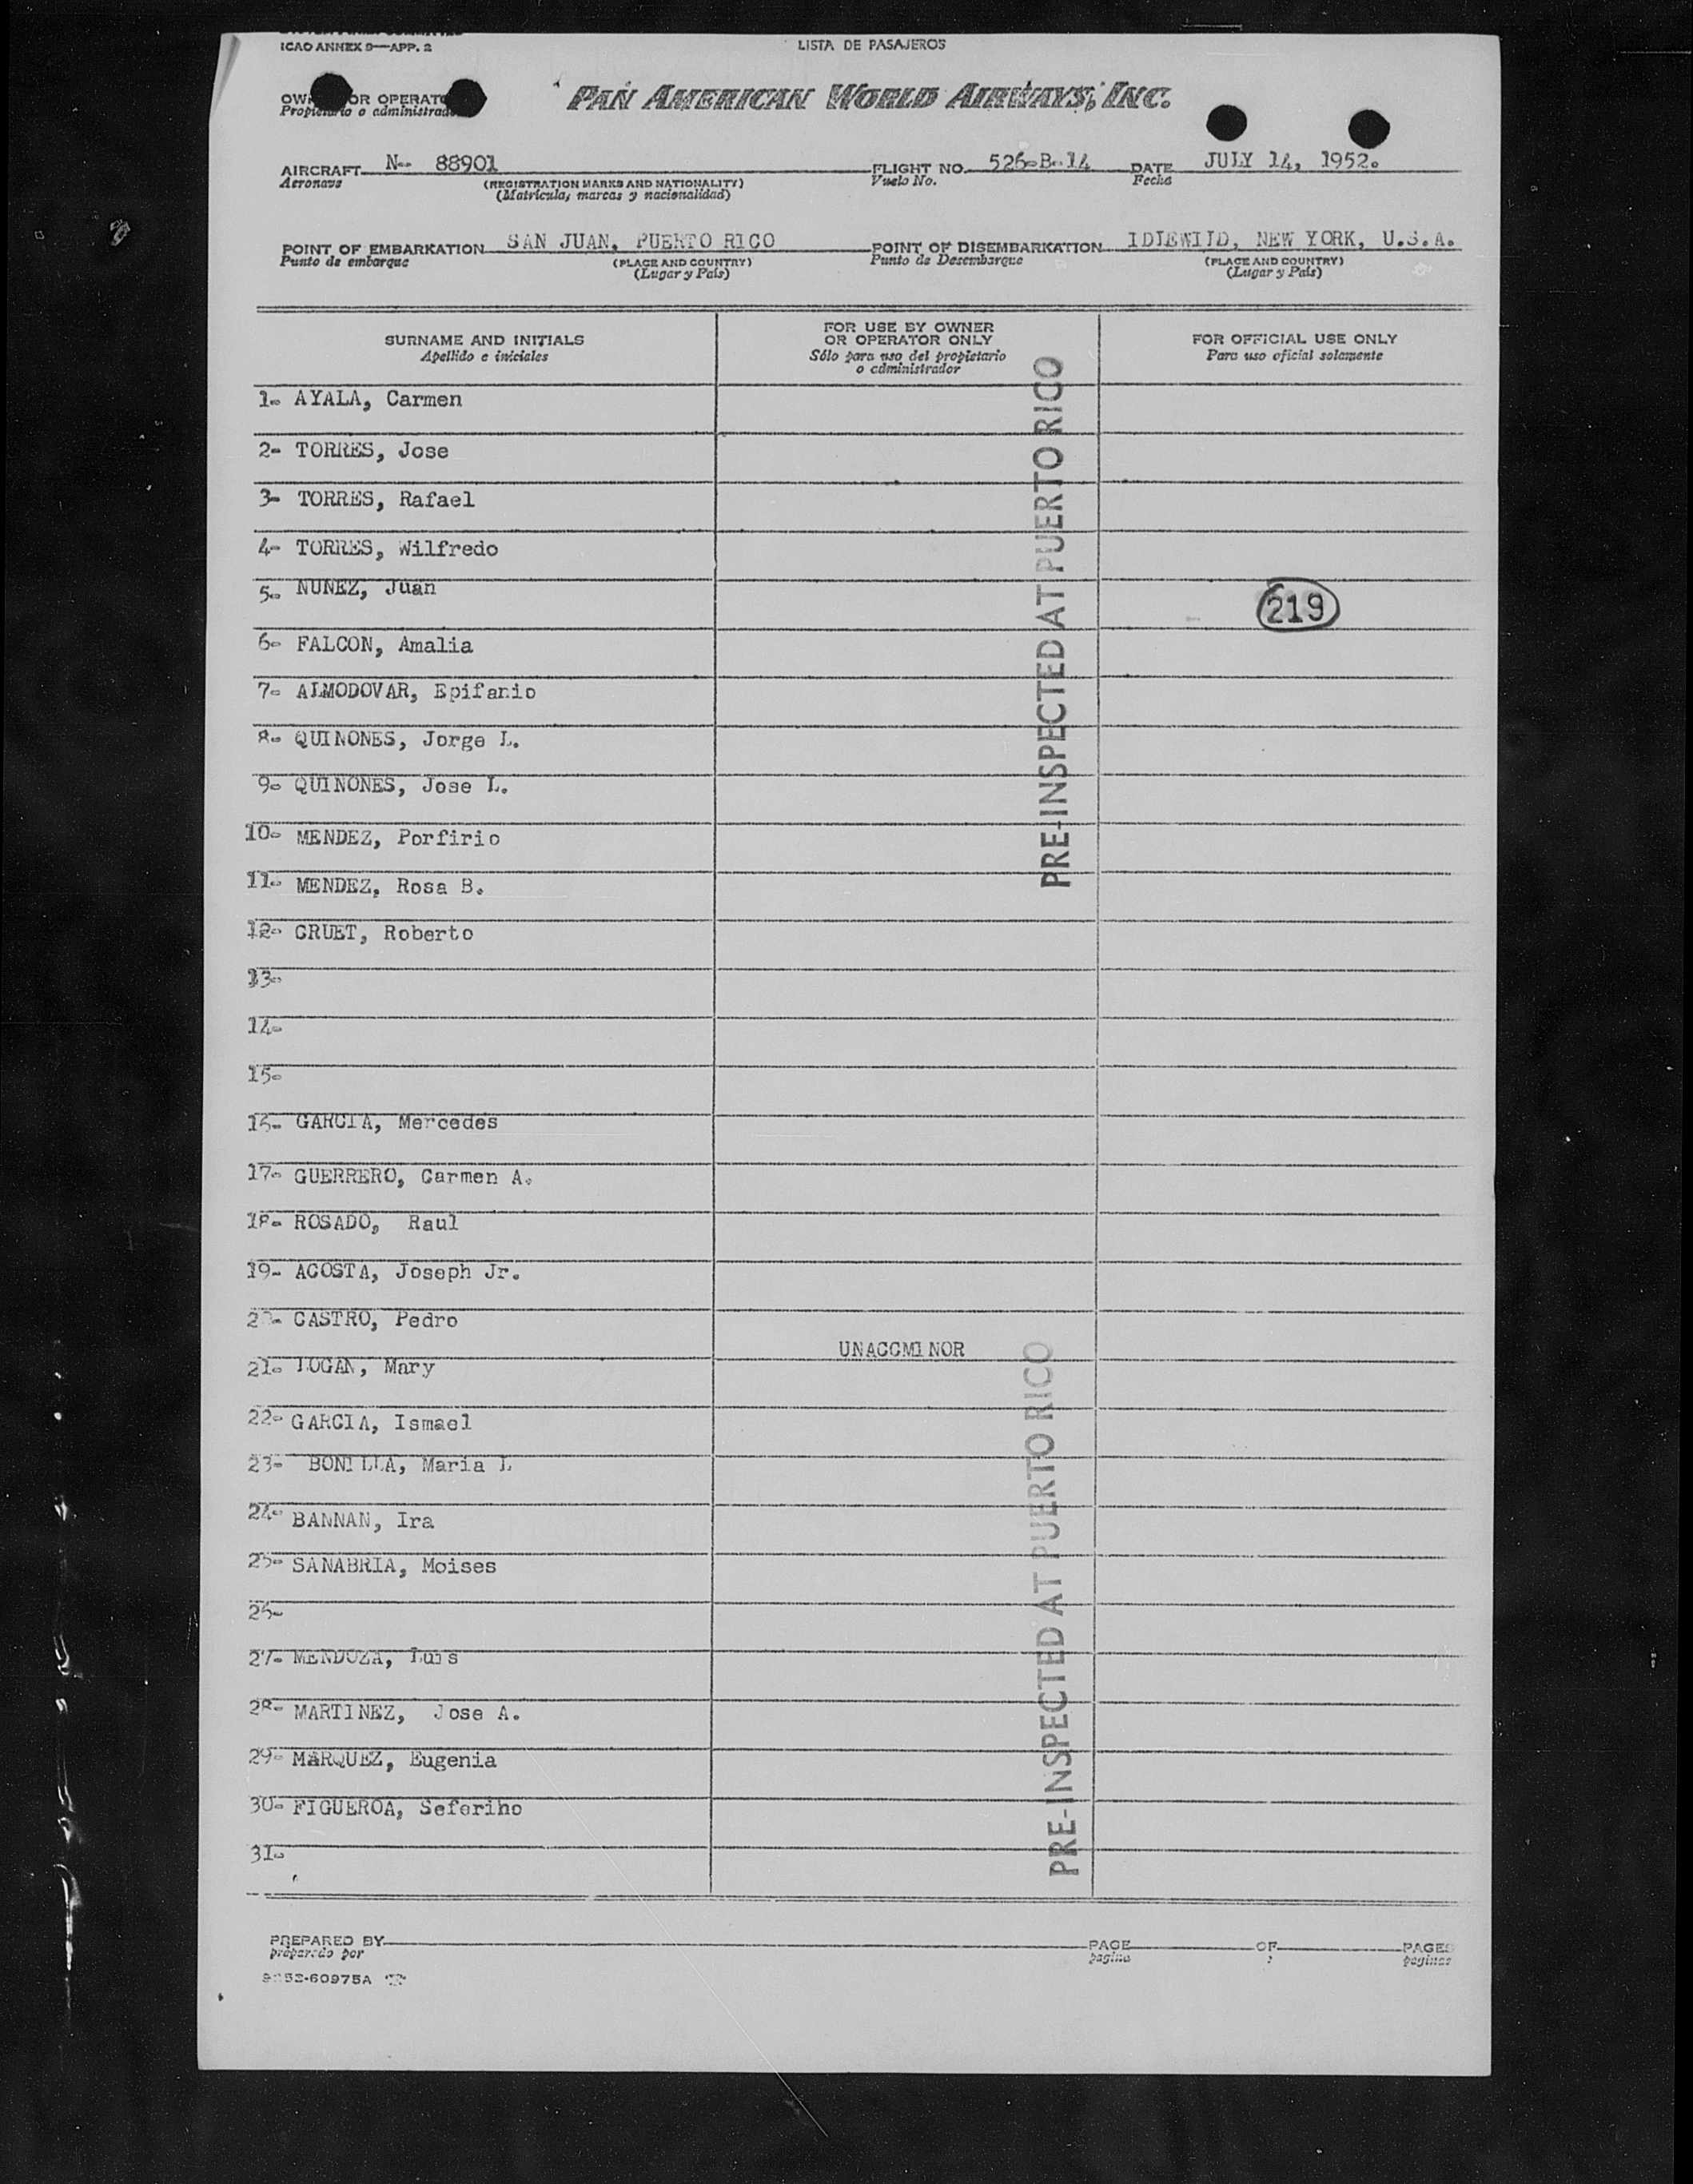 ICAO ANNEX 9—APP. 2
LISTA DE PASAJEROS
PAN AMERICAN WORLD AIRWAYS, INC.
OR OPERATOR
Propietario o administrador
AIRCRAFT N-- 88901 FLIGHT NO. 526-B-14 DATE JULY 14, 1952.
Aeronave (REGISTRATION MARKS AND NATIONALITY) Vuelo No. Fecha
(Matrícula, marcas y nacionalidad)
POINT OF EMBARKATION SAN JUAN, PUERTO RICO POINT OF DISEMBARKATION IDLEWILD, NEW YORK, U.S.A.
Punto de embarque (PLACE AND COUNTRY) Punto de Desembarque (PLACE AND COUNTRY)
(Lugar y País) (Lugar y País)
SURNAME AND INITIALS
Apellido e iniciales
FOR USE BY OWNER
OR OPERATOR ONLY
Sólo para uso del propietario
o administrador
FOR OFFICIAL USE ONLY
Para uso oficial solamente
1- AYALA, Carmen
2- TORRES, Jose
3- TORRES, Rafael
4- TORRES, Wilfredo
5- NUNEZ, Juan
219
6- FALCON, Amalia
7- ALMODOVAR, Epifanio
8- QUINONES, Jorge L.
9- QUINONES, Jose L.
10- MENDEZ, Porfirio
11- MENDEZ, Rosa B.
12- GRUET, Roberto
13-
14-
15-
16- GARCIA, Mercedes
17- GUERRERO, Carmen A.
18- ROSADO, Raul
19- ACOSTA, Joseph Jr.
20- CASTRO, Pedro
21- LOGAN, Mary UNACCMINOR
22- GARCIA, Ismael
23- BONILLA, Maria L
24- BANNAN, Ira
25- SANABRIA, Moises
26-
27- MENDOZA, Luis
28- MARTINEZ, Jose A.
29- MARQUEZ, Eugenia
30- FIGUEROA, Seferino
31-
PRE-INSPECTED AT PUERTO RICO
PRE-INSPECTED AT PUERTO RICO
PREPARED BY PAGE OF PAGES
preparado por pagina paginas